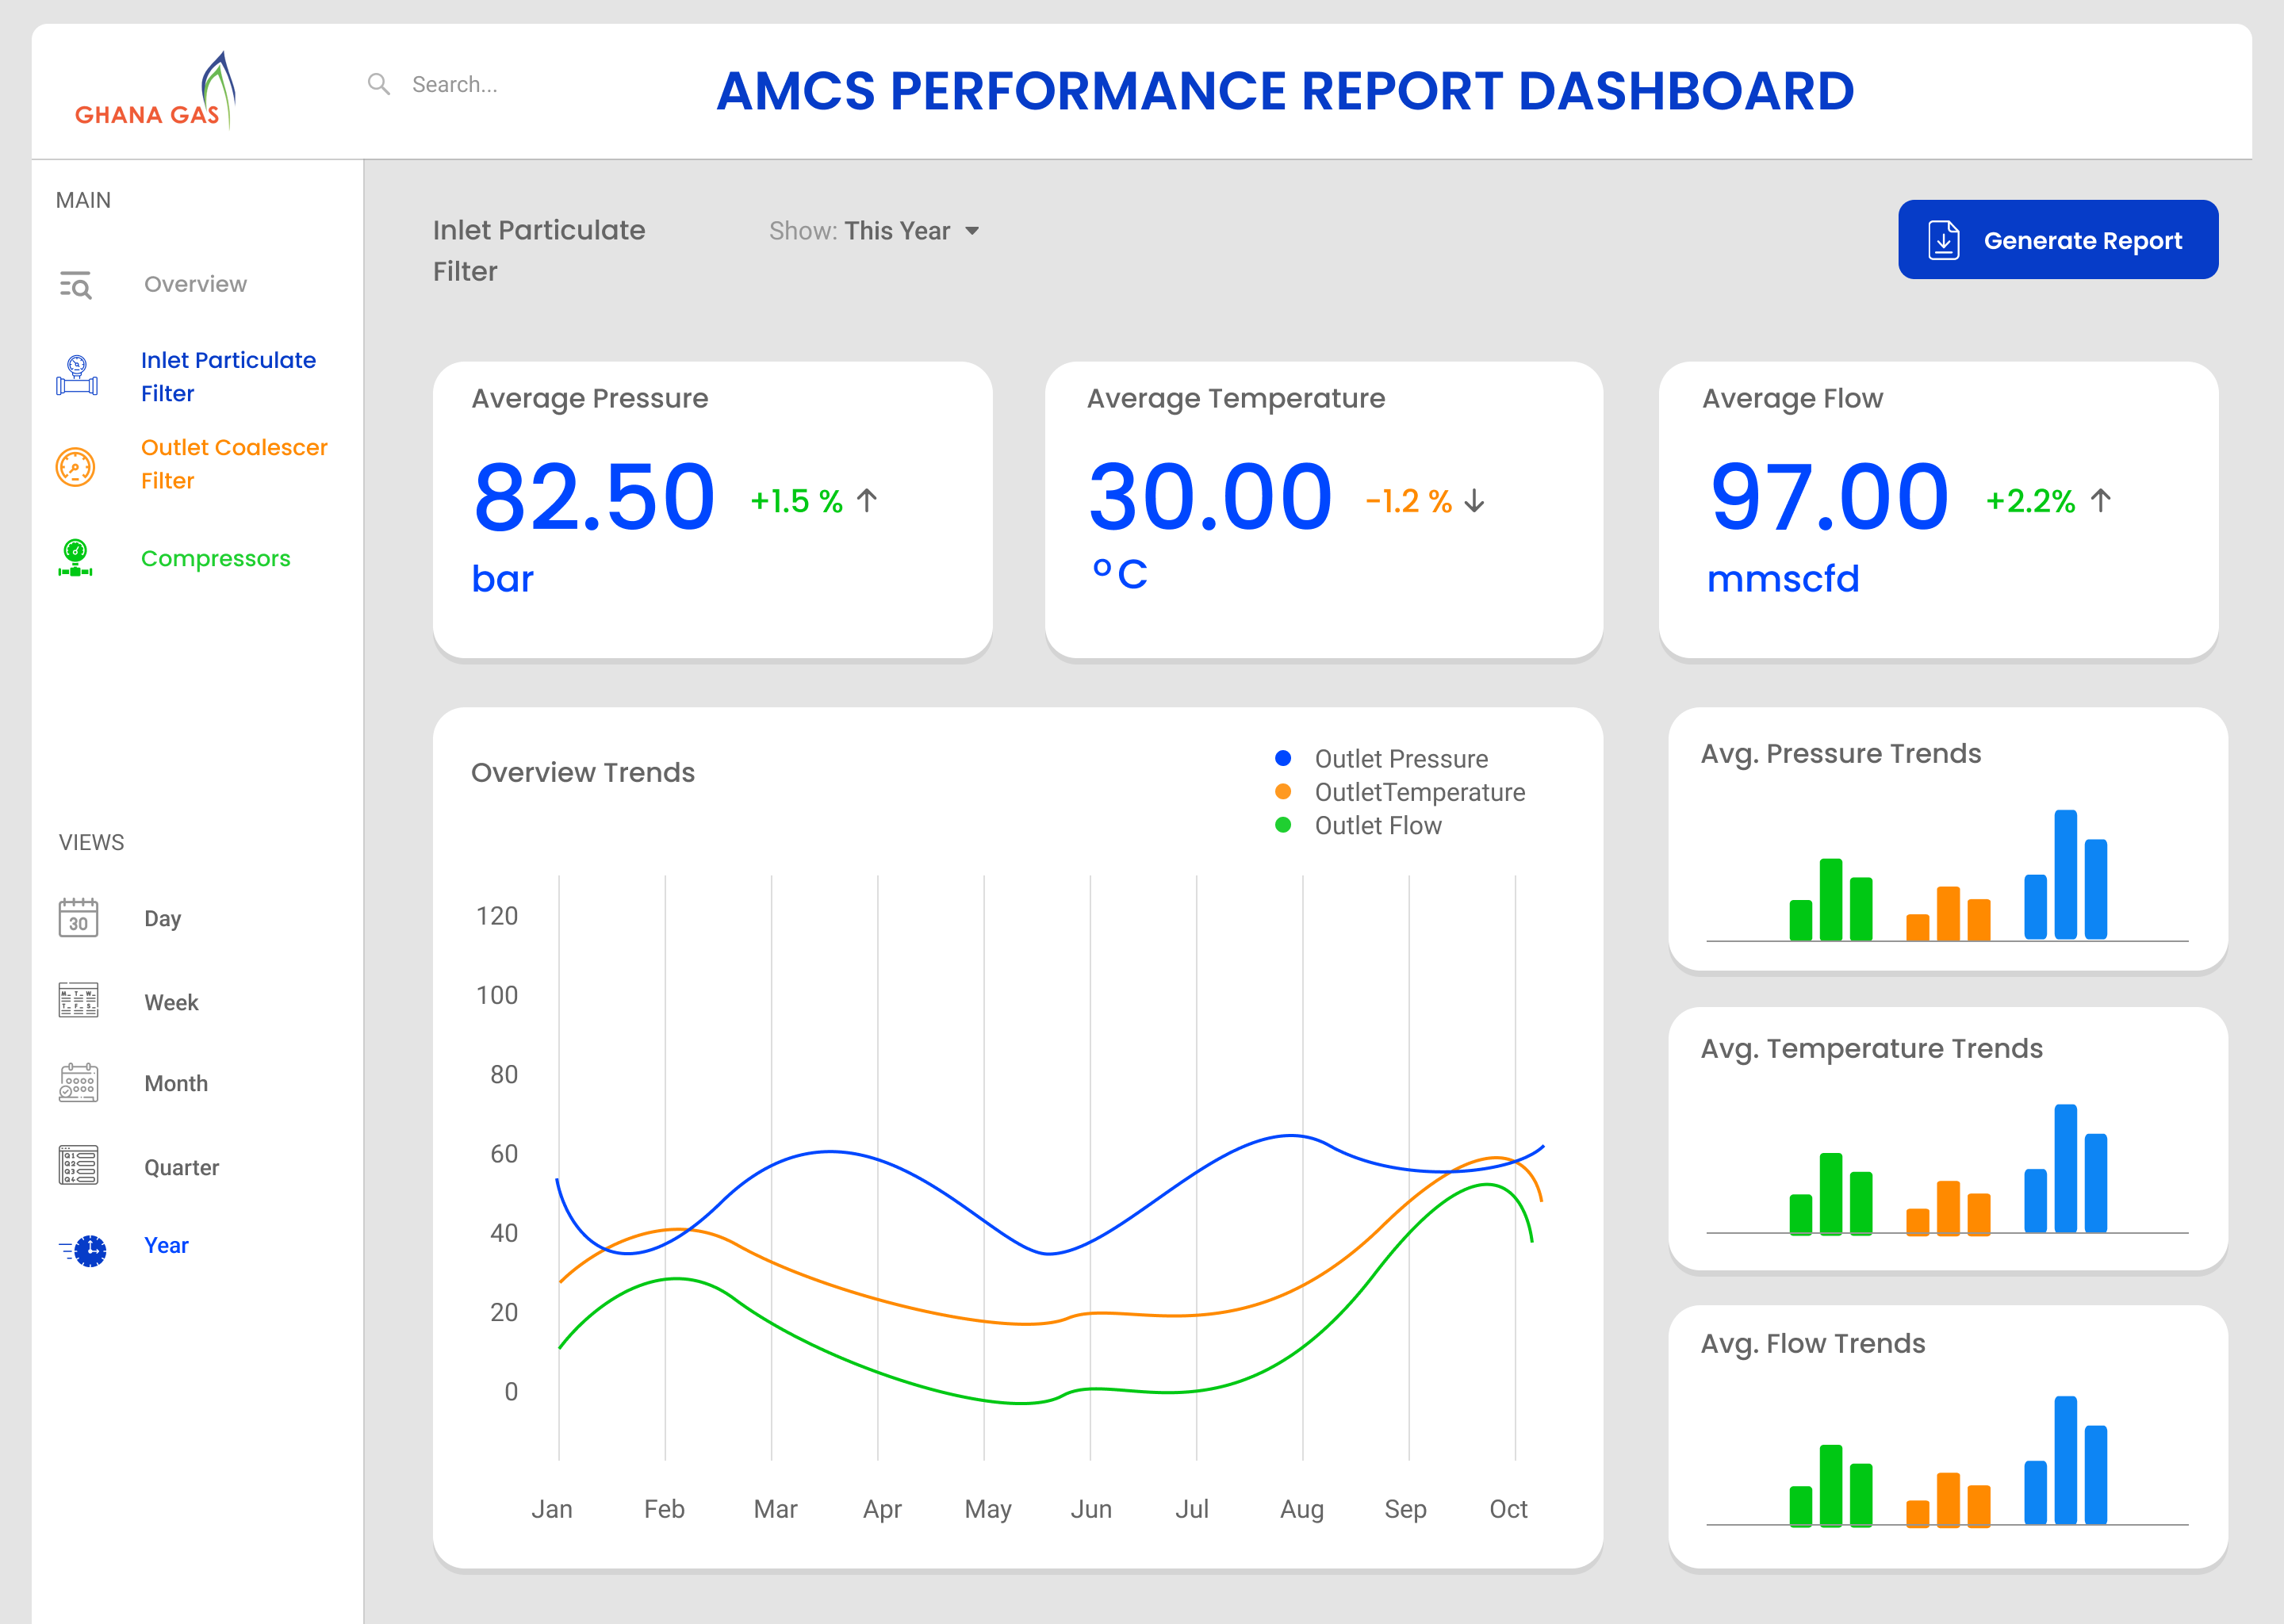 GHANA GAS
Search...
AMCS PERFORMANCE REPORT DASHBOARD
MAIN
Overview
Inlet Particulate
Filter
Outlet Coalescer
Filter
Compressors
VIEWS
30
Day
M T W
T F S
Week
Month
Q1
Q2
Q3
Q4
Quarter
Year
Inlet Particulate
Filter
Show: This Year
Generate Report
Average Pressure
82.50 +1.5 %
bar
Average Temperature
30.00 -1.2 %
°C
Average Flow
97.00 +2.2%
mmscfd
Overview Trends
Outlet Pressure
OutletTemperature
Outlet Flow
120
100
80
60
40
20
0
Jan Feb Mar Apr May Jun Jul Aug Sep Oct
Avg. Pressure Trends
Avg. Temperature Trends
Avg. Flow Trends